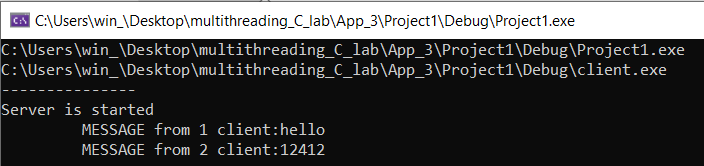 C:\Users\win_\Desktop\multithreading_C_lab\App_3\Project1\Debug\Project1.exe
C:\Users\win_\Desktop\multithreading_C_lab\App_3\Project1\Debug\Project1.exe
C:\Users\win_\Desktop\multithreading_C_lab\App_3\Project1\Debug\client.exe
---------------
Server is started
        MESSAGE from 1 client:hello
        MESSAGE from 2 client:12412